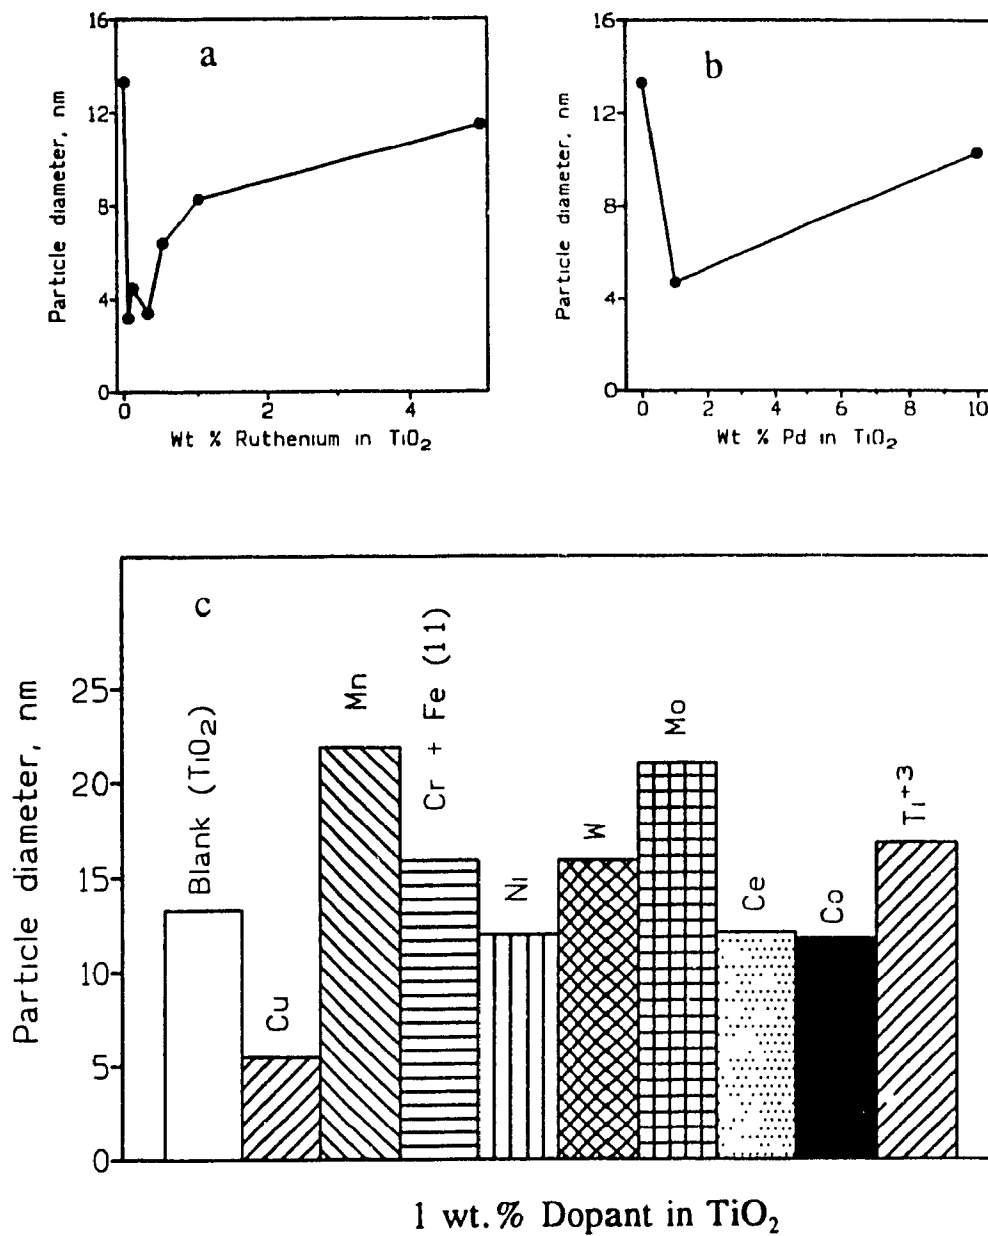 a
16
12
8
4
0
Particle diameter, nm
0 2 4
Wt % Ruthenium in TiO2
b
16
12
8
4
0
Particle diameter, nm
0 2 4 6 8 10
Wt % Pd in TiO2
c
25
20
15
10
5
0
Particle diameter, nm
Blank (TiO2)
Cu
Mn
Cr + Fe (11)
Ni
W
Mo
Ce
Co
Ti+3
1 wt.% Dopant in TiO2